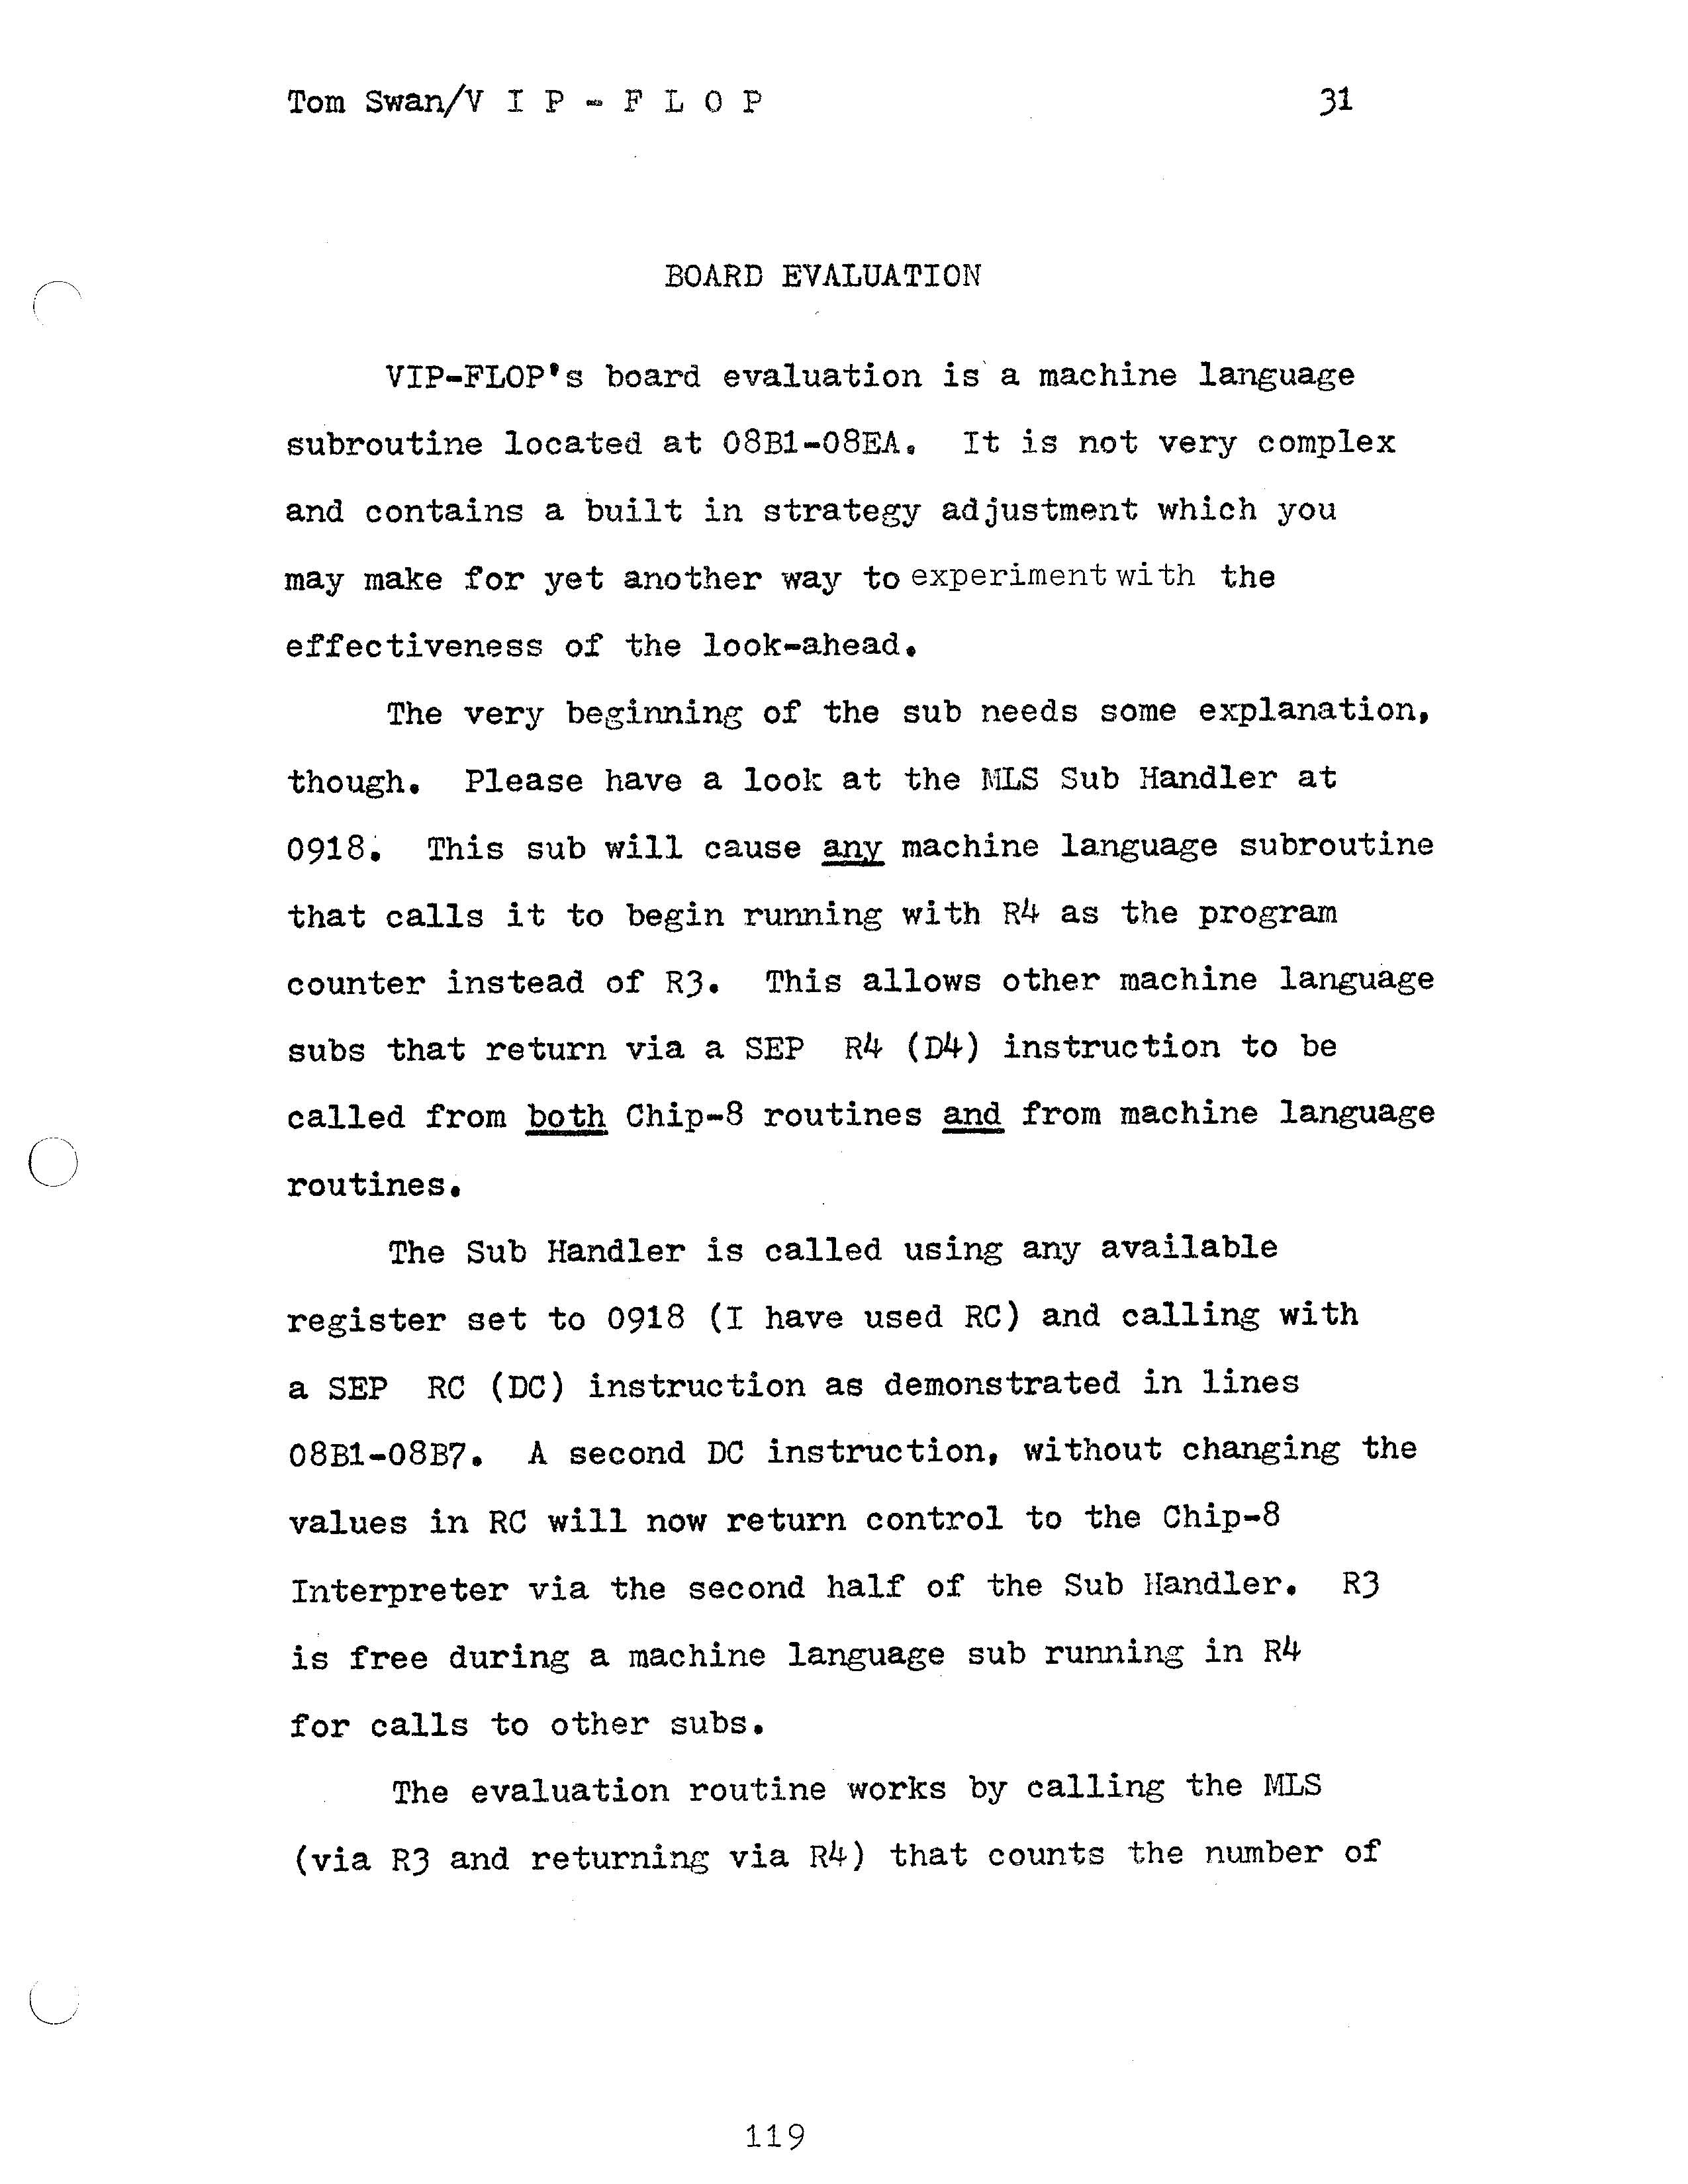 Tom Swan/V I P - F L O P 31
BOARD EVALUATION
VIP-FLOP's board evaluation is a machine language
subroutine located at 08B1-08EA. It is not very complex
and contains a built in strategy adjustment which you
may make for yet another way to experiment with the
effectiveness of the look-ahead.
The very beginning of the sub needs some explanation,
though. Please have a look at the MLS Sub Handler at
0918. This sub will cause any machine language subroutine
that calls it to begin running with R4 as the program
counter instead of R3. This allows other machine language
subs that return via a SEP R4 (D4) instruction to be
called from both Chip-8 routines and from machine language
routines.
The Sub Handler is called using any available
register set to 0918 (I have used RC) and calling with
a SEP RC (DC) instruction as demonstrated in lines
08B1-08B7. A second DC instruction, without changing the
values in RC will now return control to the Chip-8
Interpreter via the second half of the Sub Handler. R3
is free during a machine language sub running in R4
for calls to other subs.
The evaluation routine works by calling the MLS
(via R3 and returning via R4) that counts the number of
119